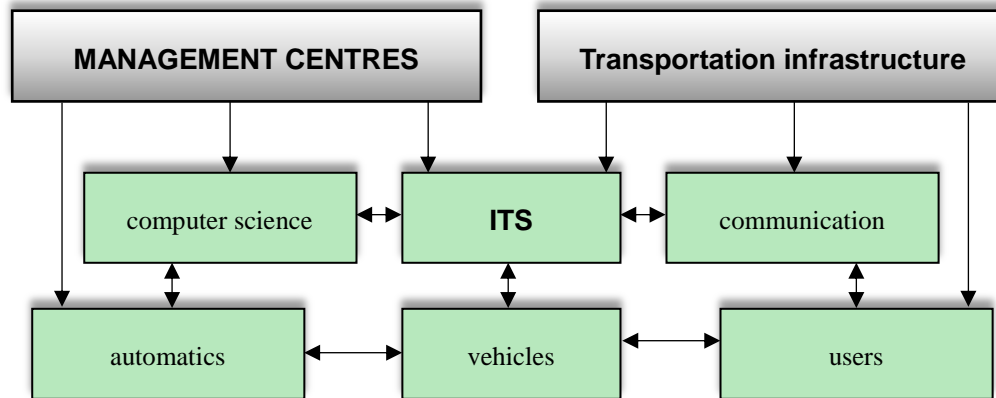 MANAGEMENT CENTRES
Transportation infrastructure
computer science
ITS
communication
automatics
vehicles
users